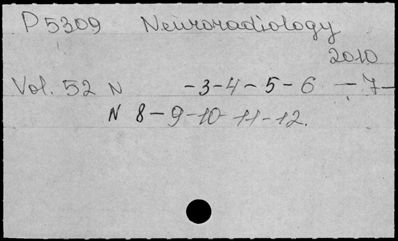 P5309 Neuroradiology
2010
Vol. 52 N -3-4-5-6 -7-
N 8-9-10-11-12.